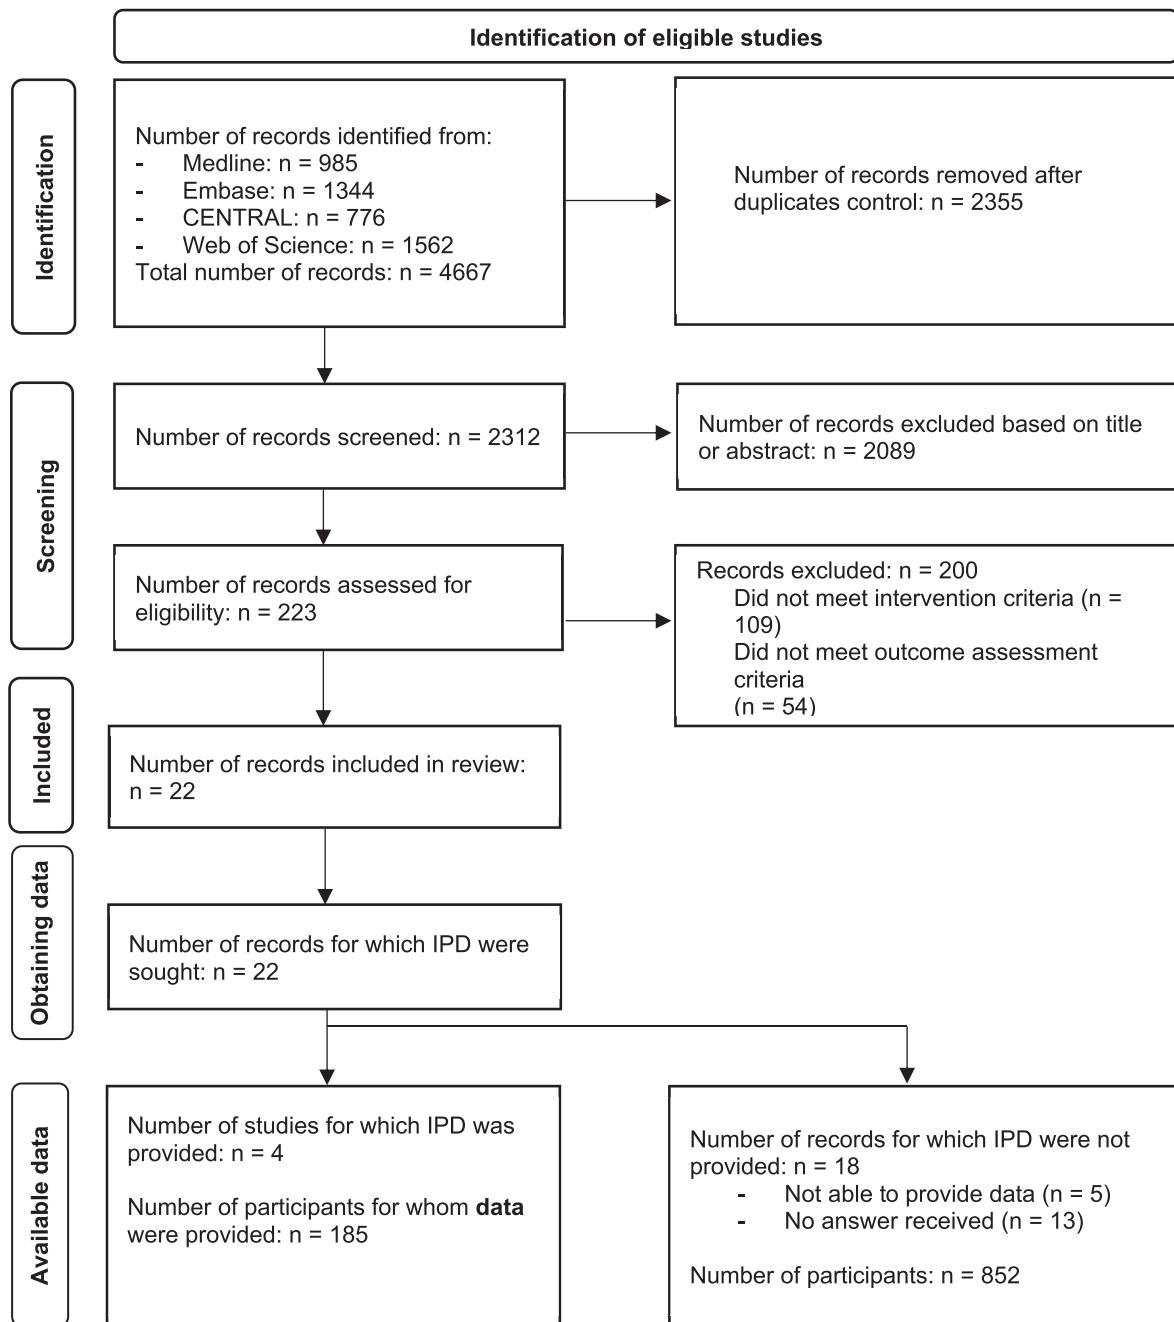 Identification of eligible studies
Identification
Number of records identified from:
- Medline: n = 985
- Embase: n = 1344
- CENTRAL: n = 776
- Web of Science: n = 1562
Total number of records: n = 4667
Number of records removed after
duplicates control: n = 2355
Screening
Number of records screened: n = 2312
Number of records excluded based on title
or abstract: n = 2089
Number of records assessed for
eligibility: n = 223
Records excluded: n = 200
Did not meet intervention criteria (n =
109)
Did not meet outcome assessment
criteria
(n = 54)
Included
Number of records included in review:
n = 22
Obtaining data
Number of records for which IPD were
sought: n = 22
Available data
Number of studies for which IPD was
provided: n = 4
Number of participants for whom data
were provided: n = 185
Number of records for which IPD were not
provided: n = 18
- Not able to provide data (n = 5)
- No answer received (n = 13)
Number of participants: n = 852